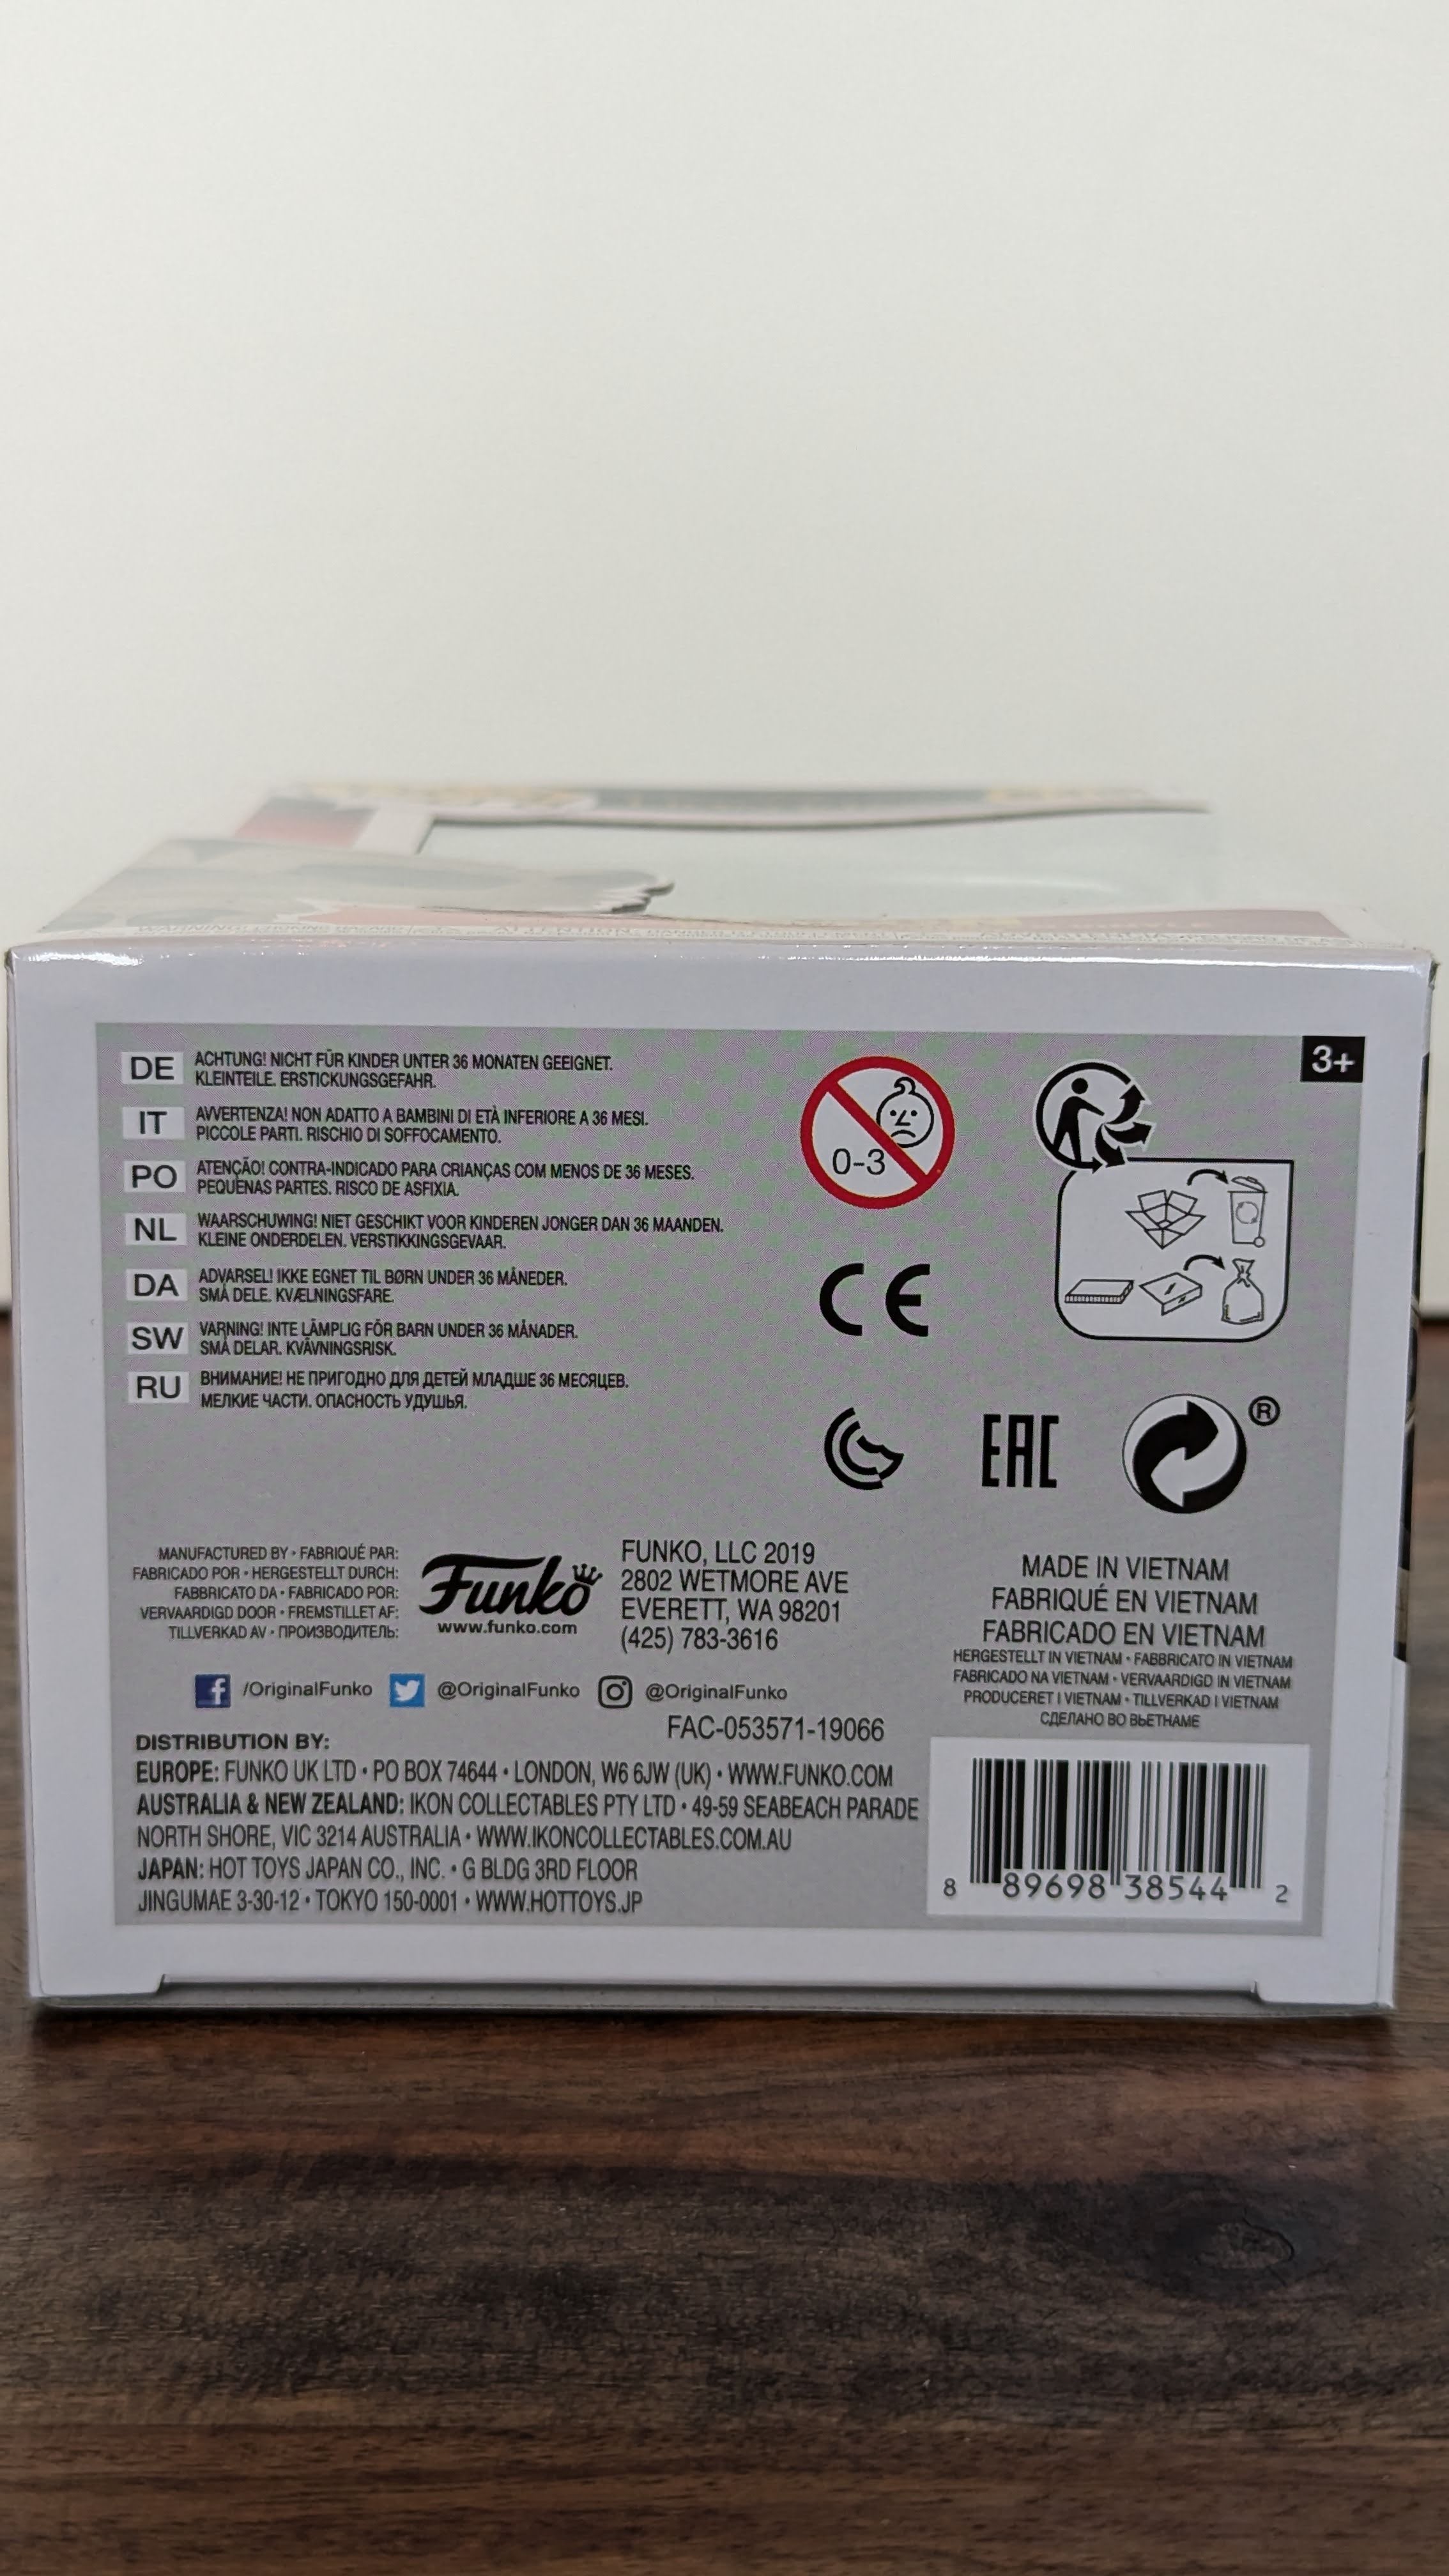 3+
DE ACHTUNG! NICHT FÜR KINDER UNTER 36 MONATEN GEEIGNET.
KLEINTEILE. ERSTICKUNGSGEFAHR.
IT AVVERTENZA! NON ADATTO A BAMBINI DI ETÀ INFERIORE A 36 MESI.
PICCOLE PARTI. RISCHIO DI SOFFOCAMENTO.
PO ATENÇÃO! CONTRA-INDICADO PARA CRIANÇAS COM MENOS DE 36 MESES.
PEQUENAS PARTES. RISCO DE ASFIXIA.
NL WAARSCHUWING! NIET GESCHIKT VOOR KINDEREN JONGER DAN 36 MAANDEN.
KLEINE ONDERDELEN. VERSTIKKINGSGEVAAR.
DA ADVARSEL! IKKE EGNET TIL BØRN UNDER 36 MÅNEDER.
SMÅ DELE. KVÆLNINGSFARE.
SW VARNING! INTE LÄMPLIG FÖR BARN UNDER 36 MÅNADER.
SMÅ DELAR. KVÄVNINGSRISK.
RU ВНИМАНИЕ! НЕ ПРИГОДНО ДЛЯ ДЕТЕЙ МЛАДШЕ 36 МЕСЯЦЕВ.
МЕЛКИЕ ЧАСТИ. ОПАСНОСТЬ УДУШЬЯ.
0-3
CE
EAC
®
MANUFACTURED BY • FABRIQUÉ PAR:
FABRICADO POR • HERGESTELLT DURCH:
FABBRICATO DA • FABRICADO POR:
VERVAARDIGD DOOR • FREMSTILLET AF:
TILLVERKAD AV • ПРОИЗВОДИТЕЛЬ:
Funko
www.funko.com
FUNKO, LLC 2019
2802 WETMORE AVE
EVERETT, WA 98201
(425) 783-3616
MADE IN VIETNAM
FABRIQUÉ EN VIETNAM
FABRICADO EN VIETNAM
HERGESTELLT IN VIETNAM • FABBRICATO IN VIETNAM
FABRICADO NA VIETNAM • VERVAARDIGD IN VIETNAM
PRODUCERET I VIETNAM • TILLVERKAD I VIETNAM
СДЕЛАНО ВО ВЬЕТНАМЕ
/OriginalFunko @OriginalFunko @OriginalFunko
FAC-053571-19066
DISTRIBUTION BY:
EUROPE: FUNKO UK LTD • PO BOX 74644 • LONDON, W6 6JW (UK) • WWW.FUNKO.COM
AUSTRALIA & NEW ZEALAND: IKON COLLECTABLES PTY LTD • 49-59 SEABEACH PARADE
NORTH SHORE, VIC 3214 AUSTRALIA • WWW.IKONCOLLECTABLES.COM.AU
JAPAN: HOT TOYS JAPAN CO., INC. • G BLDG 3RD FLOOR
JINGUMAE 3-30-12 • TOKYO 150-0001 • WWW.HOTTOYS.JP
8 89698 38544 2